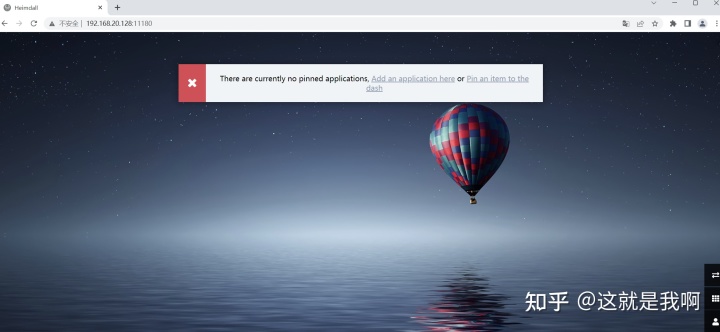 Heimdall
不安全 | 192.168.20.128:11180
There are currently no pinned applications, Add an application here or Pin an item to the
dash
知乎 @这就是我啊